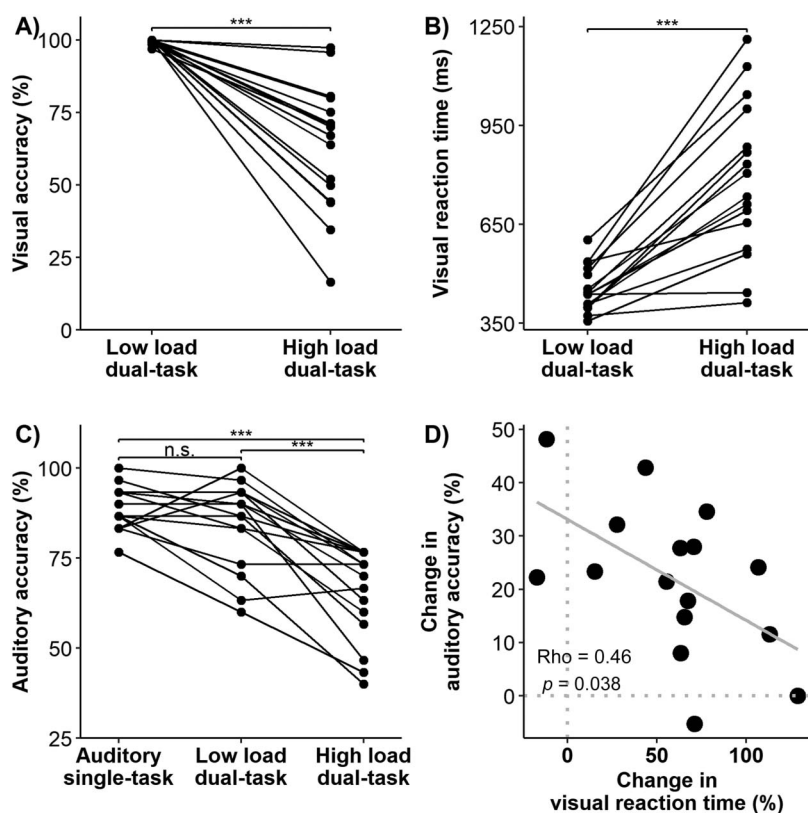 A)
Visual accuracy (%)
100
75
50
25
0
***
Low load
dual-task
High load
dual-task
B)
Visual reaction time (ms)
1250
950
650
350
***
Low load
dual-task
High load
dual-task
C)
Auditory accuracy (%)
100
75
50
25
***
n.s.
***
Auditory
single-task
Low load
dual-task
High load
dual-task
D)
Change in
auditory accuracy (%)
50
40
30
20
10
0
Rho = 0.46
p = 0.038
0
50
100
Change in
visual reaction time (%)